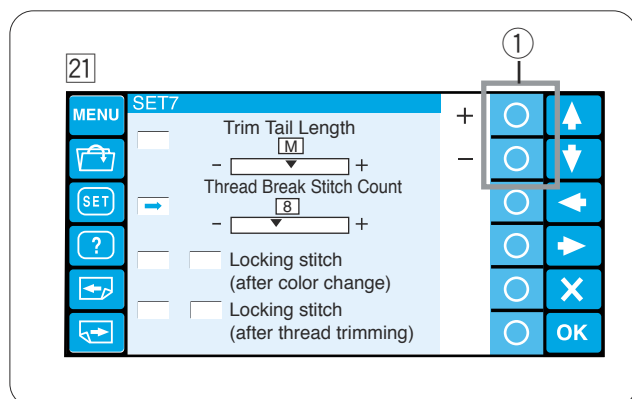 21
1
MENU
SET7
Trim Tail Length
M
- +
+
-
SET
Thread Break Stitch Count
8
- +
?
Locking stitch
(after color change)
Locking stitch
(after thread trimming)
X
OK